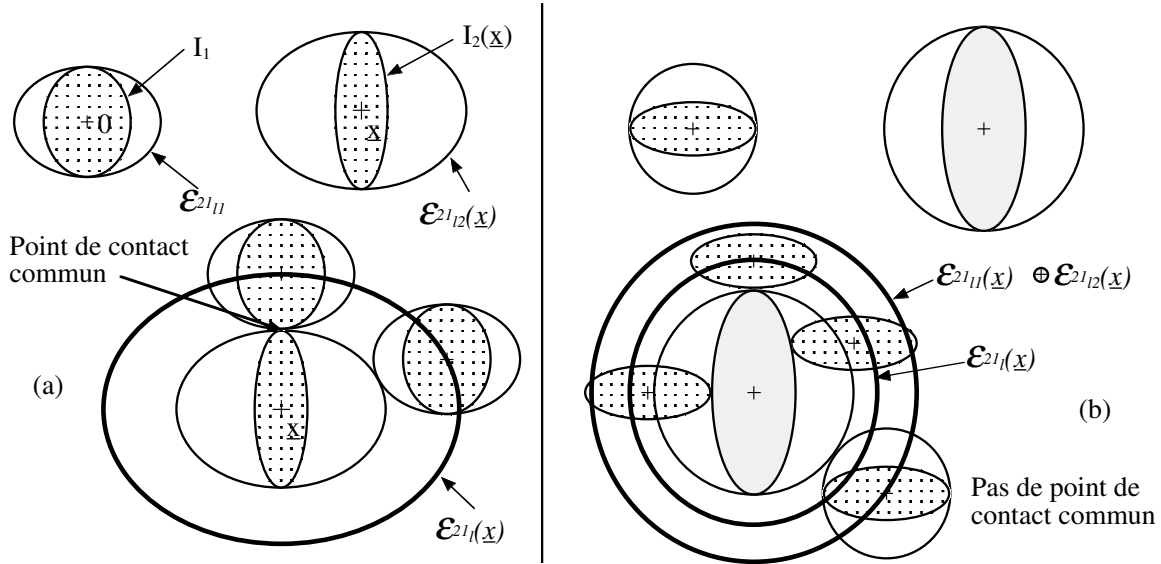 I₁
I₂(x)
0
x
ℰ²¹l1
ℰ²¹l2(x)
Point de contact
commun
(a)
x
ℰ²¹l(x)
ℰ²¹l1(x) ⊕ ℰ²¹l2(x)
ℰ²¹l(x)
(b)
Pas de point de
contact commun